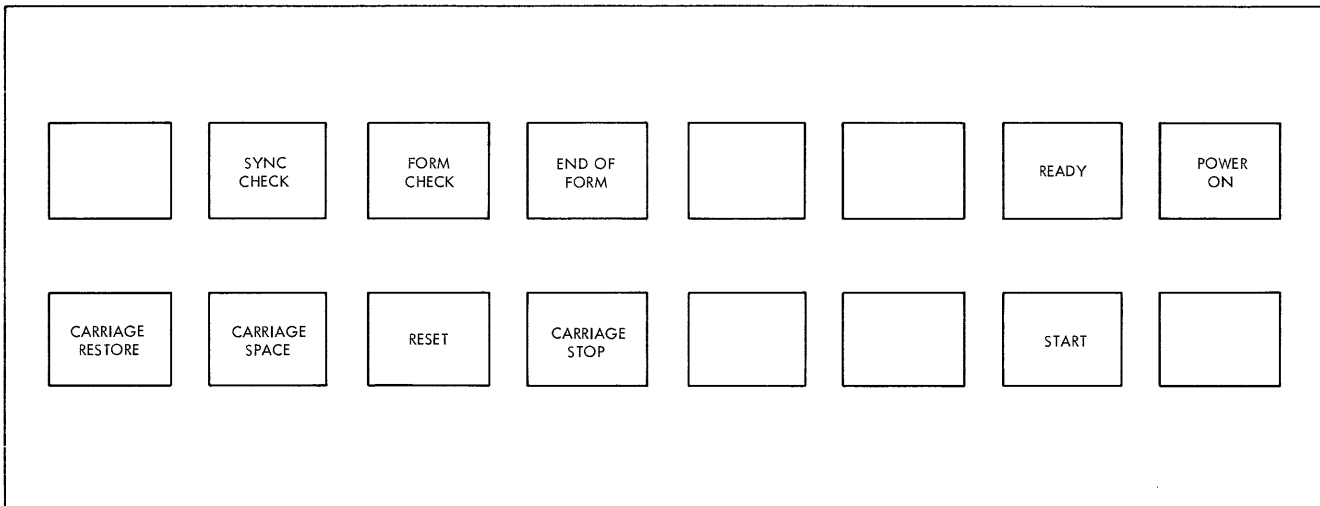 SYNC
CHECK
FORM
CHECK
END OF
FORM
READY
POWER
ON
CARRIAGE
RESTORE
CARRIAGE
SPACE
RESET
CARRIAGE
STOP
START